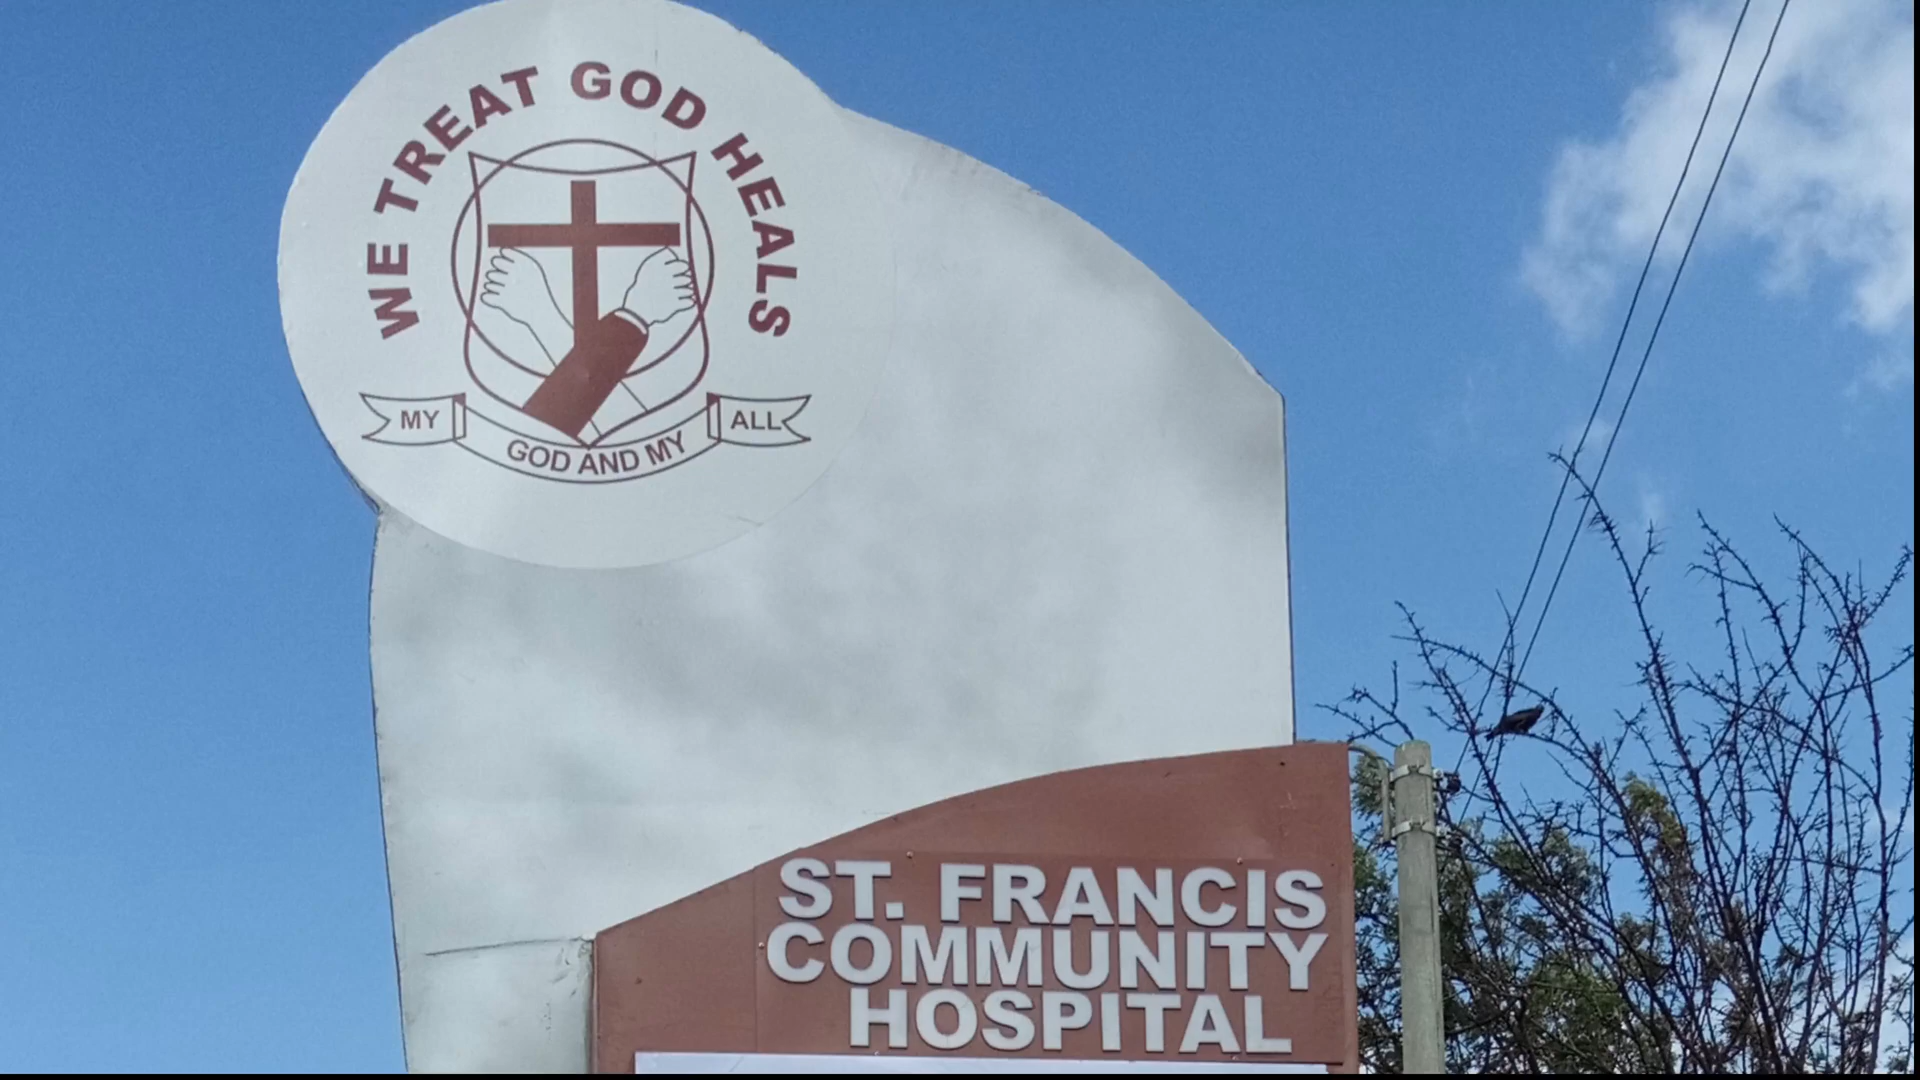 WE TREAT GOD HEALS
MY GOD AND MY ALL
ST. FRANCIS
COMMUNITY
HOSPITAL